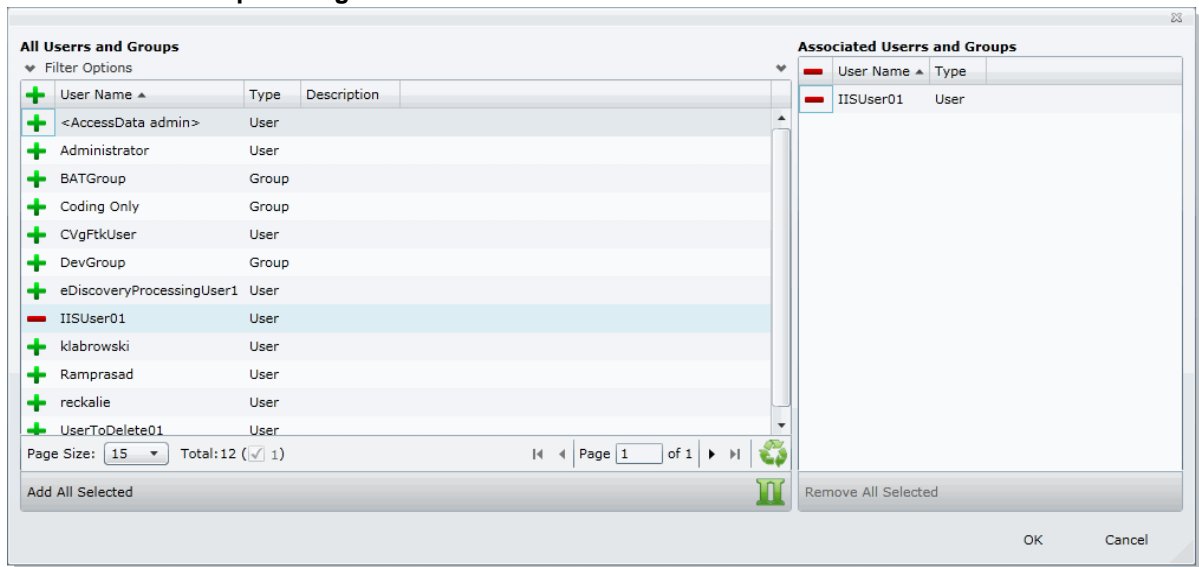 All Userrs and Groups
Filter Options
User Name Type Description
<AccessData admin> User
Administrator User
BATGroup Group
Coding Only Group
CVgFtkUser User
DevGroup Group
eDiscoveryProcessingUser1 User
IISUser01 User
klabrowski User
Ramprasad User
reckalie User
UserToDelete01 User
Page Size: 15 Total:12 (1) Page 1 of 1
Add All Selected
Associated Userrs and Groups
User Name Type
IISUser01 User
Remove All Selected
OK Cancel